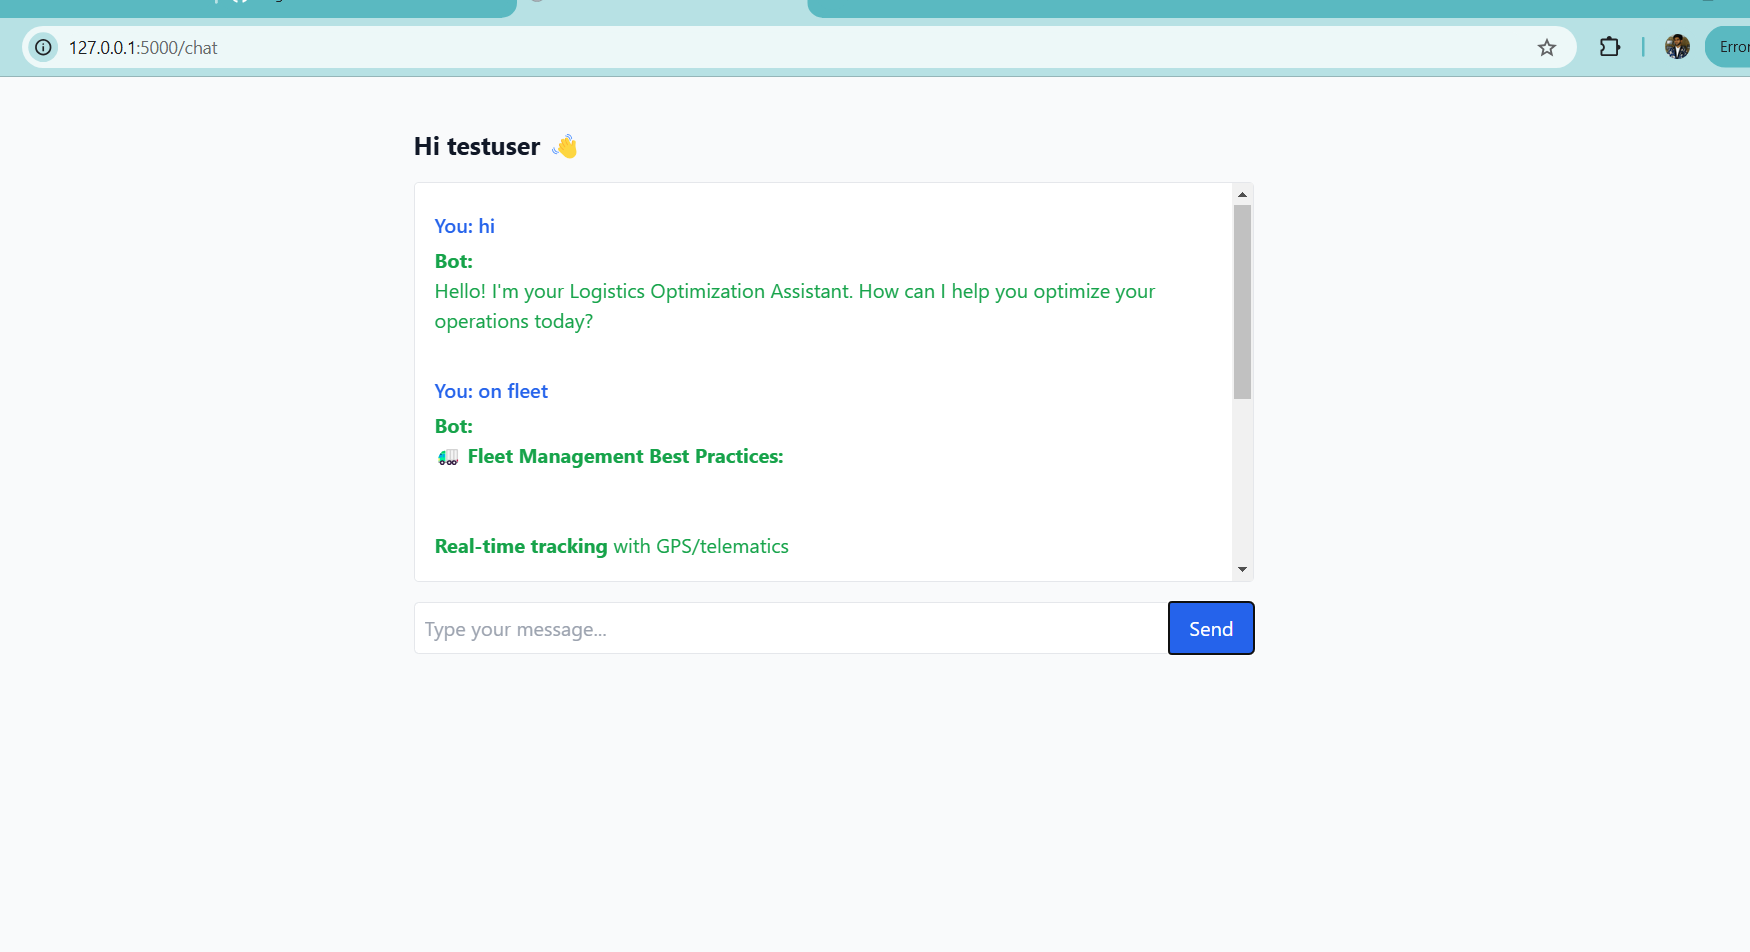 127.0.0.1:5000/chat
Error
Hi testuser 👋
You: hi
Bot:
Hello! I'm your Logistics Optimization Assistant. How can I help you optimize your
operations today?
You: on fleet
Bot:
🚛 Fleet Management Best Practices:
Real-time tracking with GPS/telematics
Type your message...
Send